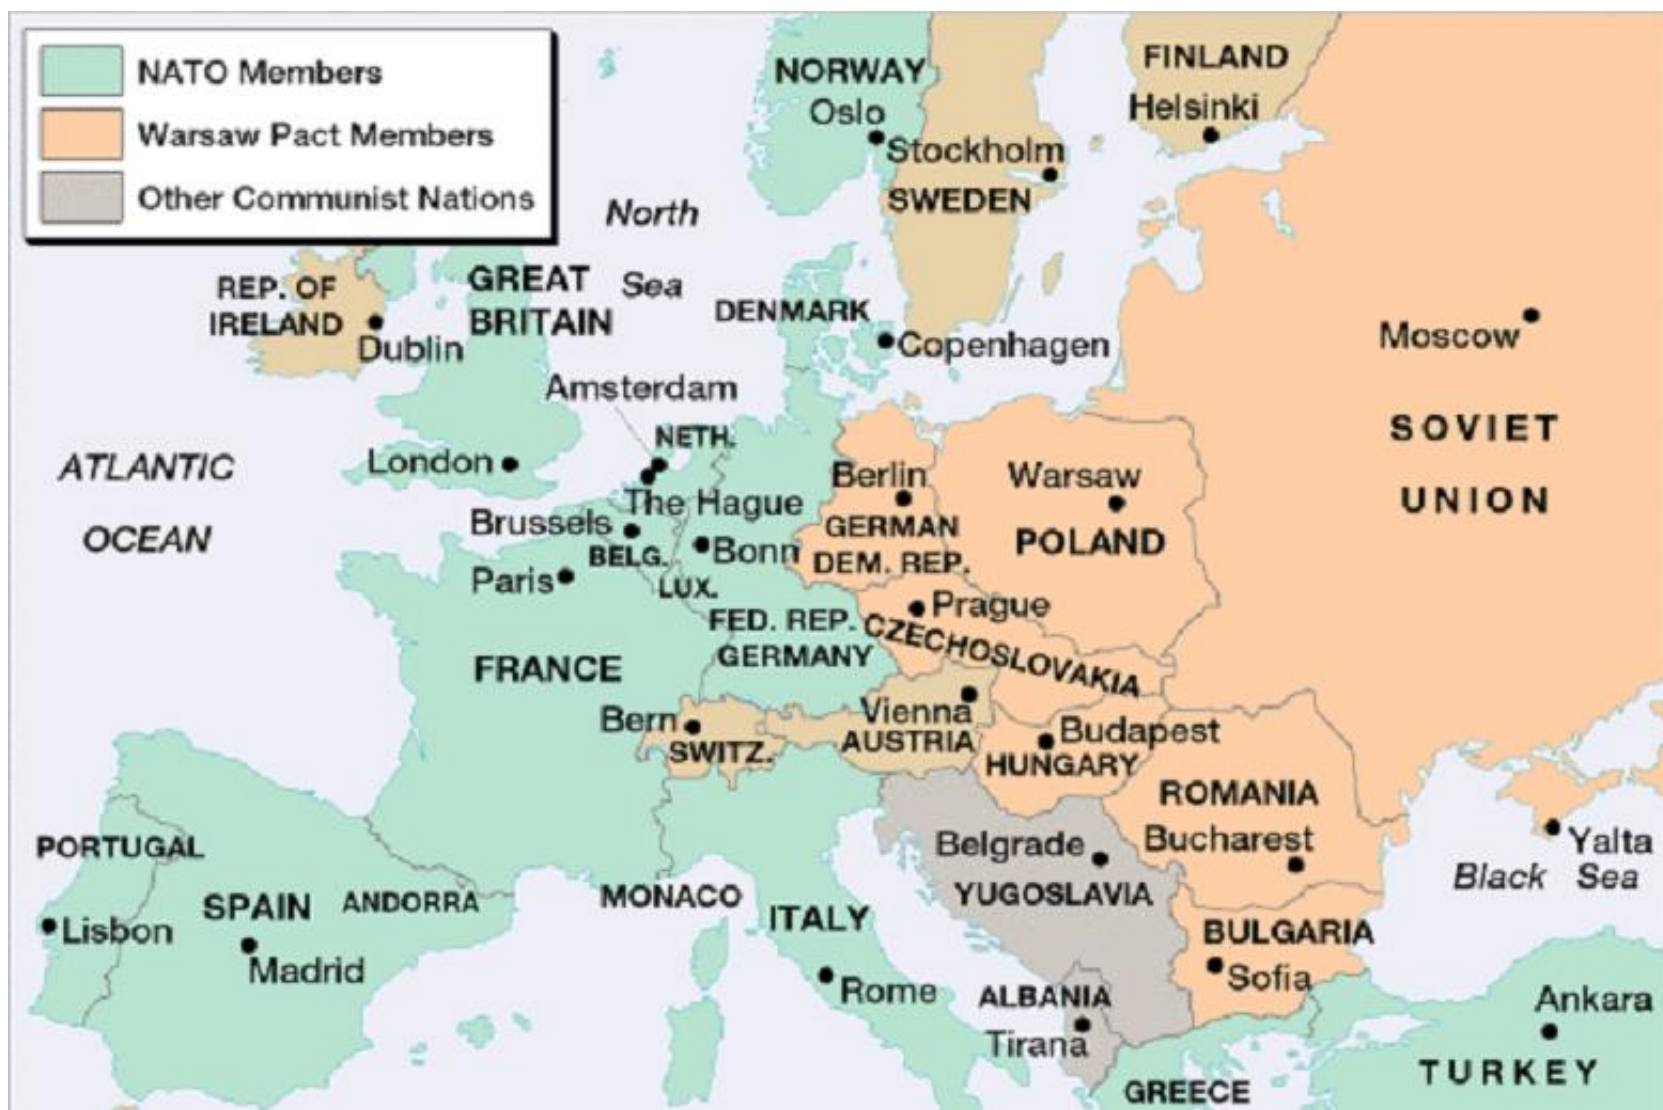 NATO Members
Warsaw Pact Members
Other Communist Nations
NORWAY
Oslo
FINLAND
Helsinki
Stockholm
SWEDEN
North
Sea
REP. OF
IRELAND
Dublin
GREAT
BRITAIN
DENMARK
Copenhagen
Moscow
Amsterdam
NETH.
SOVIET
UNION
ATLANTIC
OCEAN
London
The Hague
Berlin
GERMAN
DEM. REP.
Warsaw
POLAND
Brussels
BELG.
Bonn
Paris
LUX.
FED. REP.
GERMANY
Prague
CZECHOSLOVAKIA
FRANCE
Bern
SWITZ.
Vienna
AUSTRIA
Budapest
HUNGARY
ROMANIA
Bucharest
Yalta
Black Sea
PORTUGAL
Lisbon
SPAIN
Madrid
ANDORRA
MONACO
ITALY
Rome
Belgrade
YUGOSLAVIA
BULGARIA
Sofia
ALBANIA
Tirana
GREECE
Ankara
TURKEY